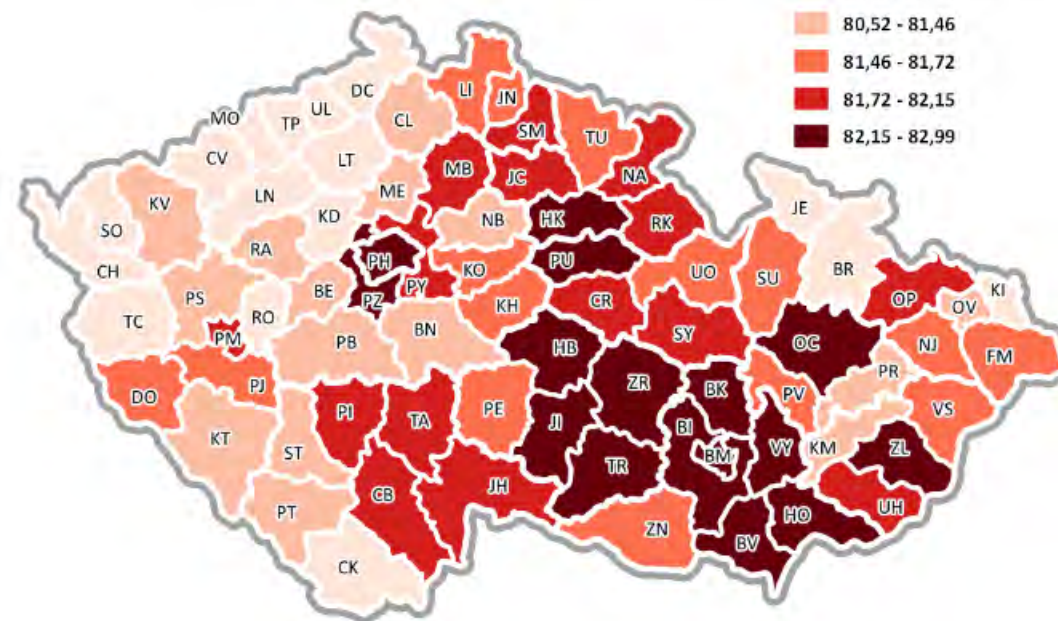 80,52 - 81,46
81,46 - 81,72
81,72 - 82,15
82,15 - 82,99
DC
LI
JN
UL
MO
TP
CL
SM
TU
CV
LT
MB
JC
NA
LN
ME
KV
KD
NB
HK
RK
JE
SO
RA
PH
PU
CH
KO
UO
SU
BR
PS
BE
PZ
PY
OP
KI
TC
RO
KH
CR
OV
PM
PB
BN
SY
OC
NJ
FM
HB
PR
DO
PJ
ZR
BK
PV
VS
PI
TA
PE
JI
BI
KT
ST
BM
VY
KM
ZL
TR
CB
JH
UH
PT
ZN
HO
BV
CK